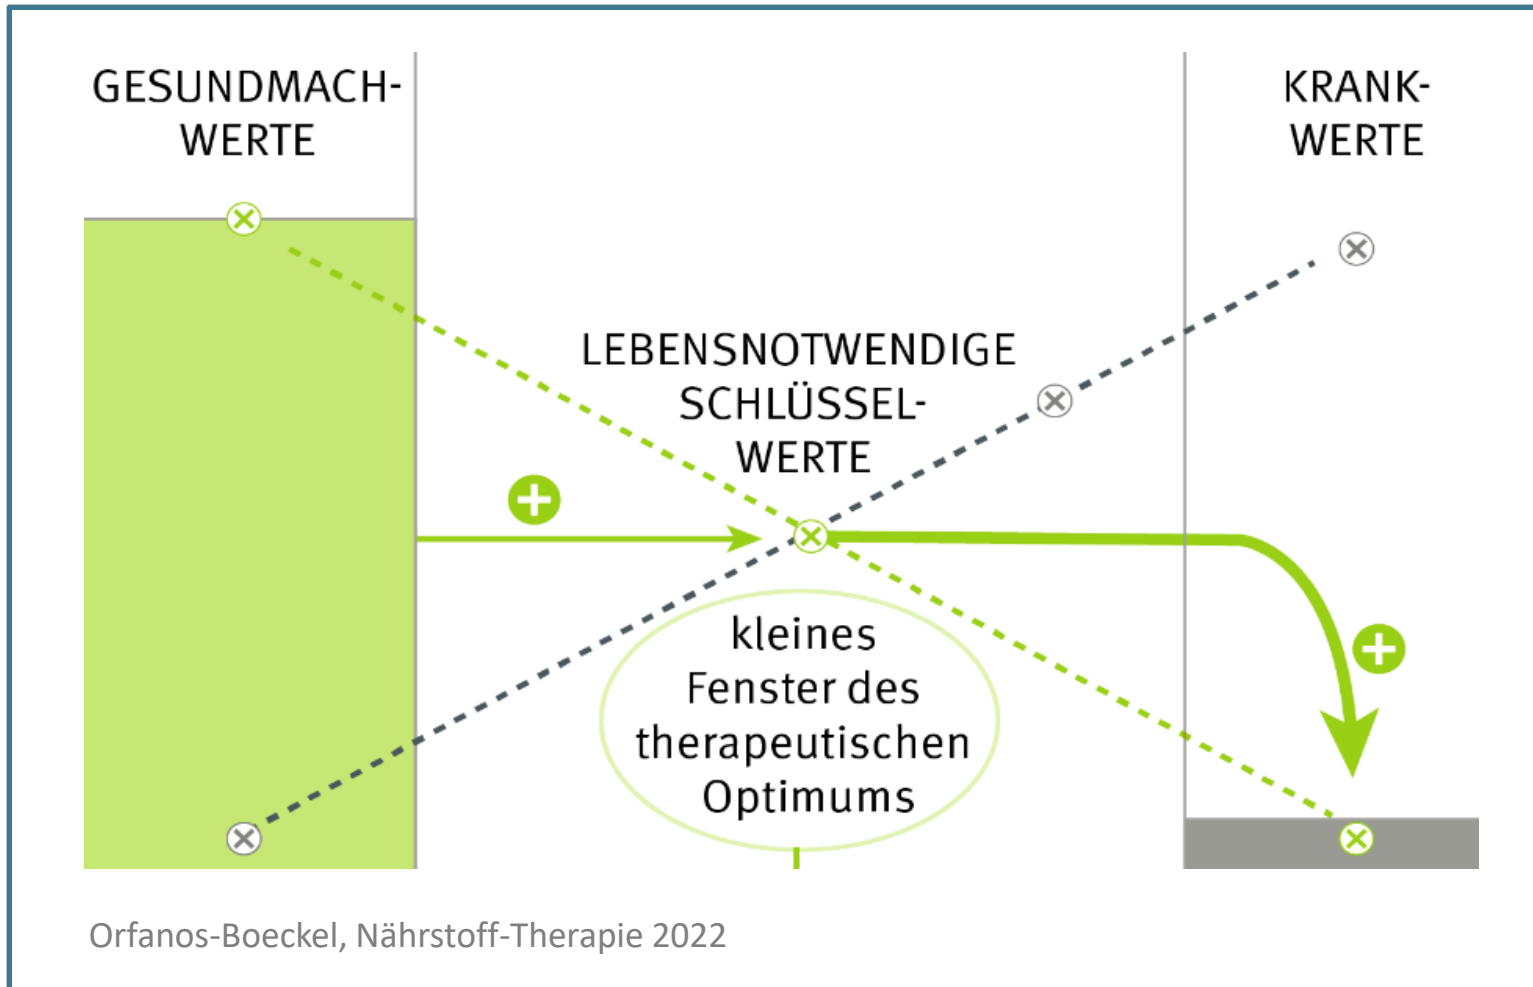 GESUNDMACH-
WERTE
KRANK-
WERTE
LEBENSNOTWENDIGE
SCHLÜSSEL-
WERTE
kleines
Fenster des
therapeutischen
Optimums
Orfanos-Boeckel, Nährstoff-Therapie 2022